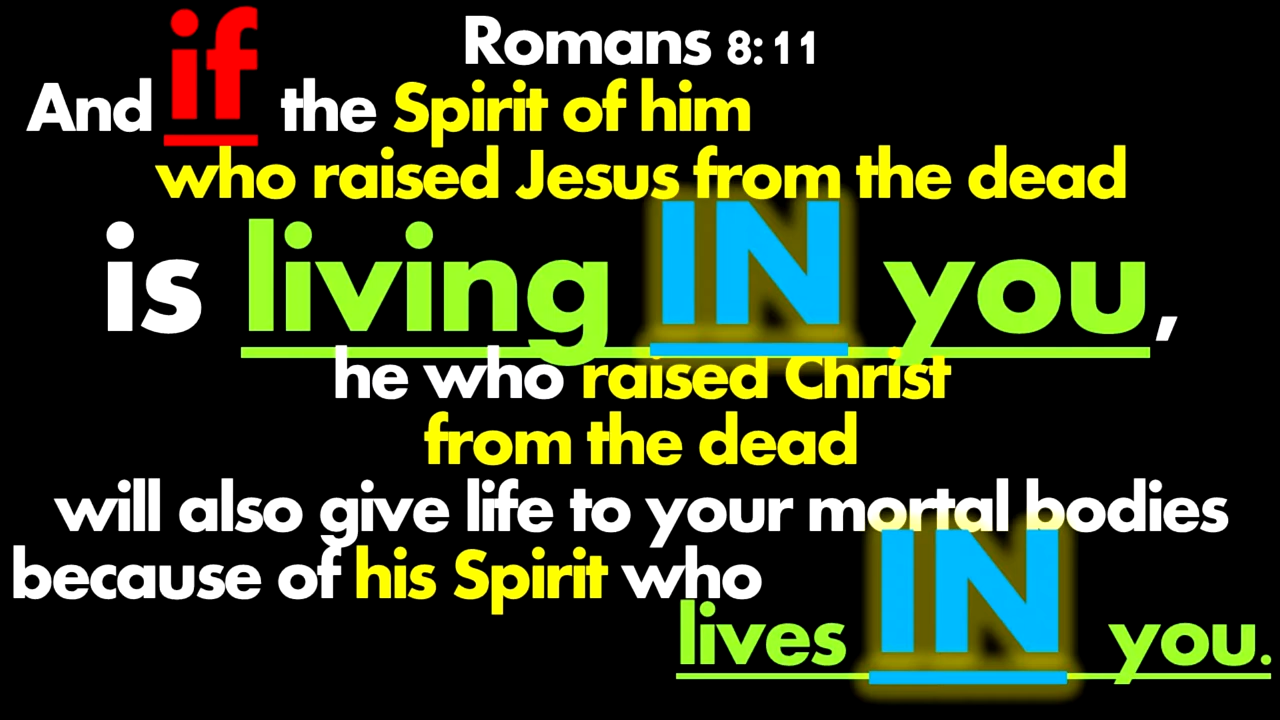 Romans 8:11
And if the Spirit of him
who raised Jesus from the dead
is living IN you,
he who raised Christ
from the dead
will also give life to your mortal bodies
because of his Spirit who
lives IN you.